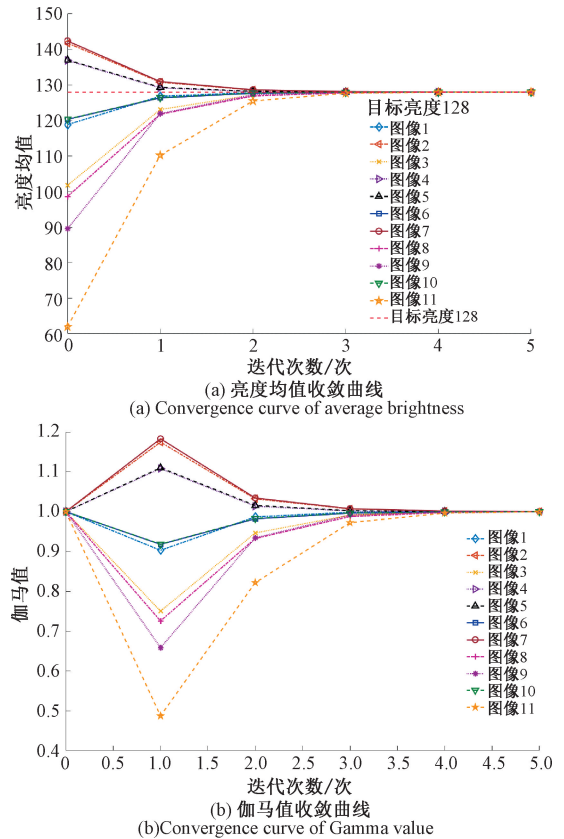 150
140
130
120
110
100
90
80
70
60
亮度均值
目标亮度128
图像1
图像2
图像3
图像4
图像5
图像6
图像7
图像8
图像9
图像10
图像11
目标亮度128
0 1 2 3 4 5
迭代次数/次
(a) 亮度均值收敛曲线
(a) Convergence curve of average brightness
1.2
1.1
1.0
0.9
0.8
0.7
0.6
0.5
0.4
伽马值
图像1
图像2
图像3
图像4
图像5
图像6
图像7
图像8
图像9
图像10
图像11
0 0.5 1.0 1.5 2.0 2.5 3.0 3.5 4.0 4.5 5.0
迭代次数/次
(b) 伽马值收敛曲线
(b)Convergence curve of Gamma value